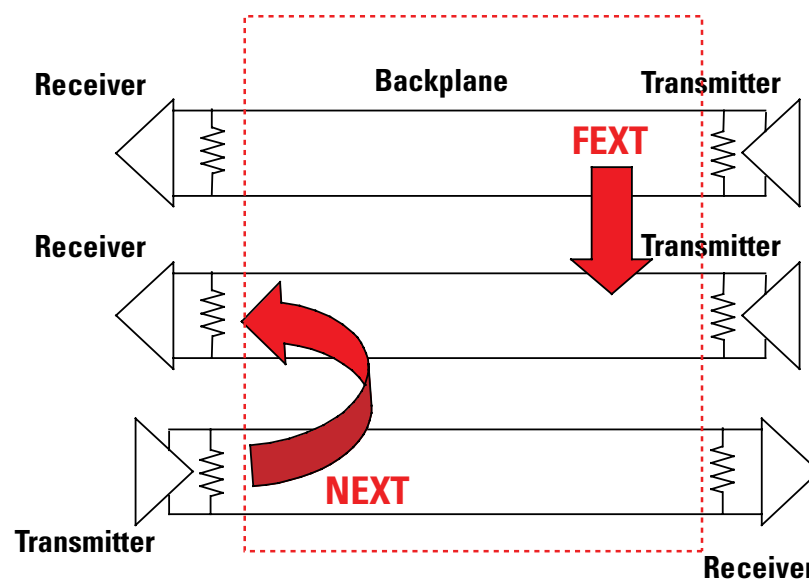 Receiver
Backplane
Transmitter
FEXT
Receiver
Transmitter
NEXT
Transmitter
Receiver